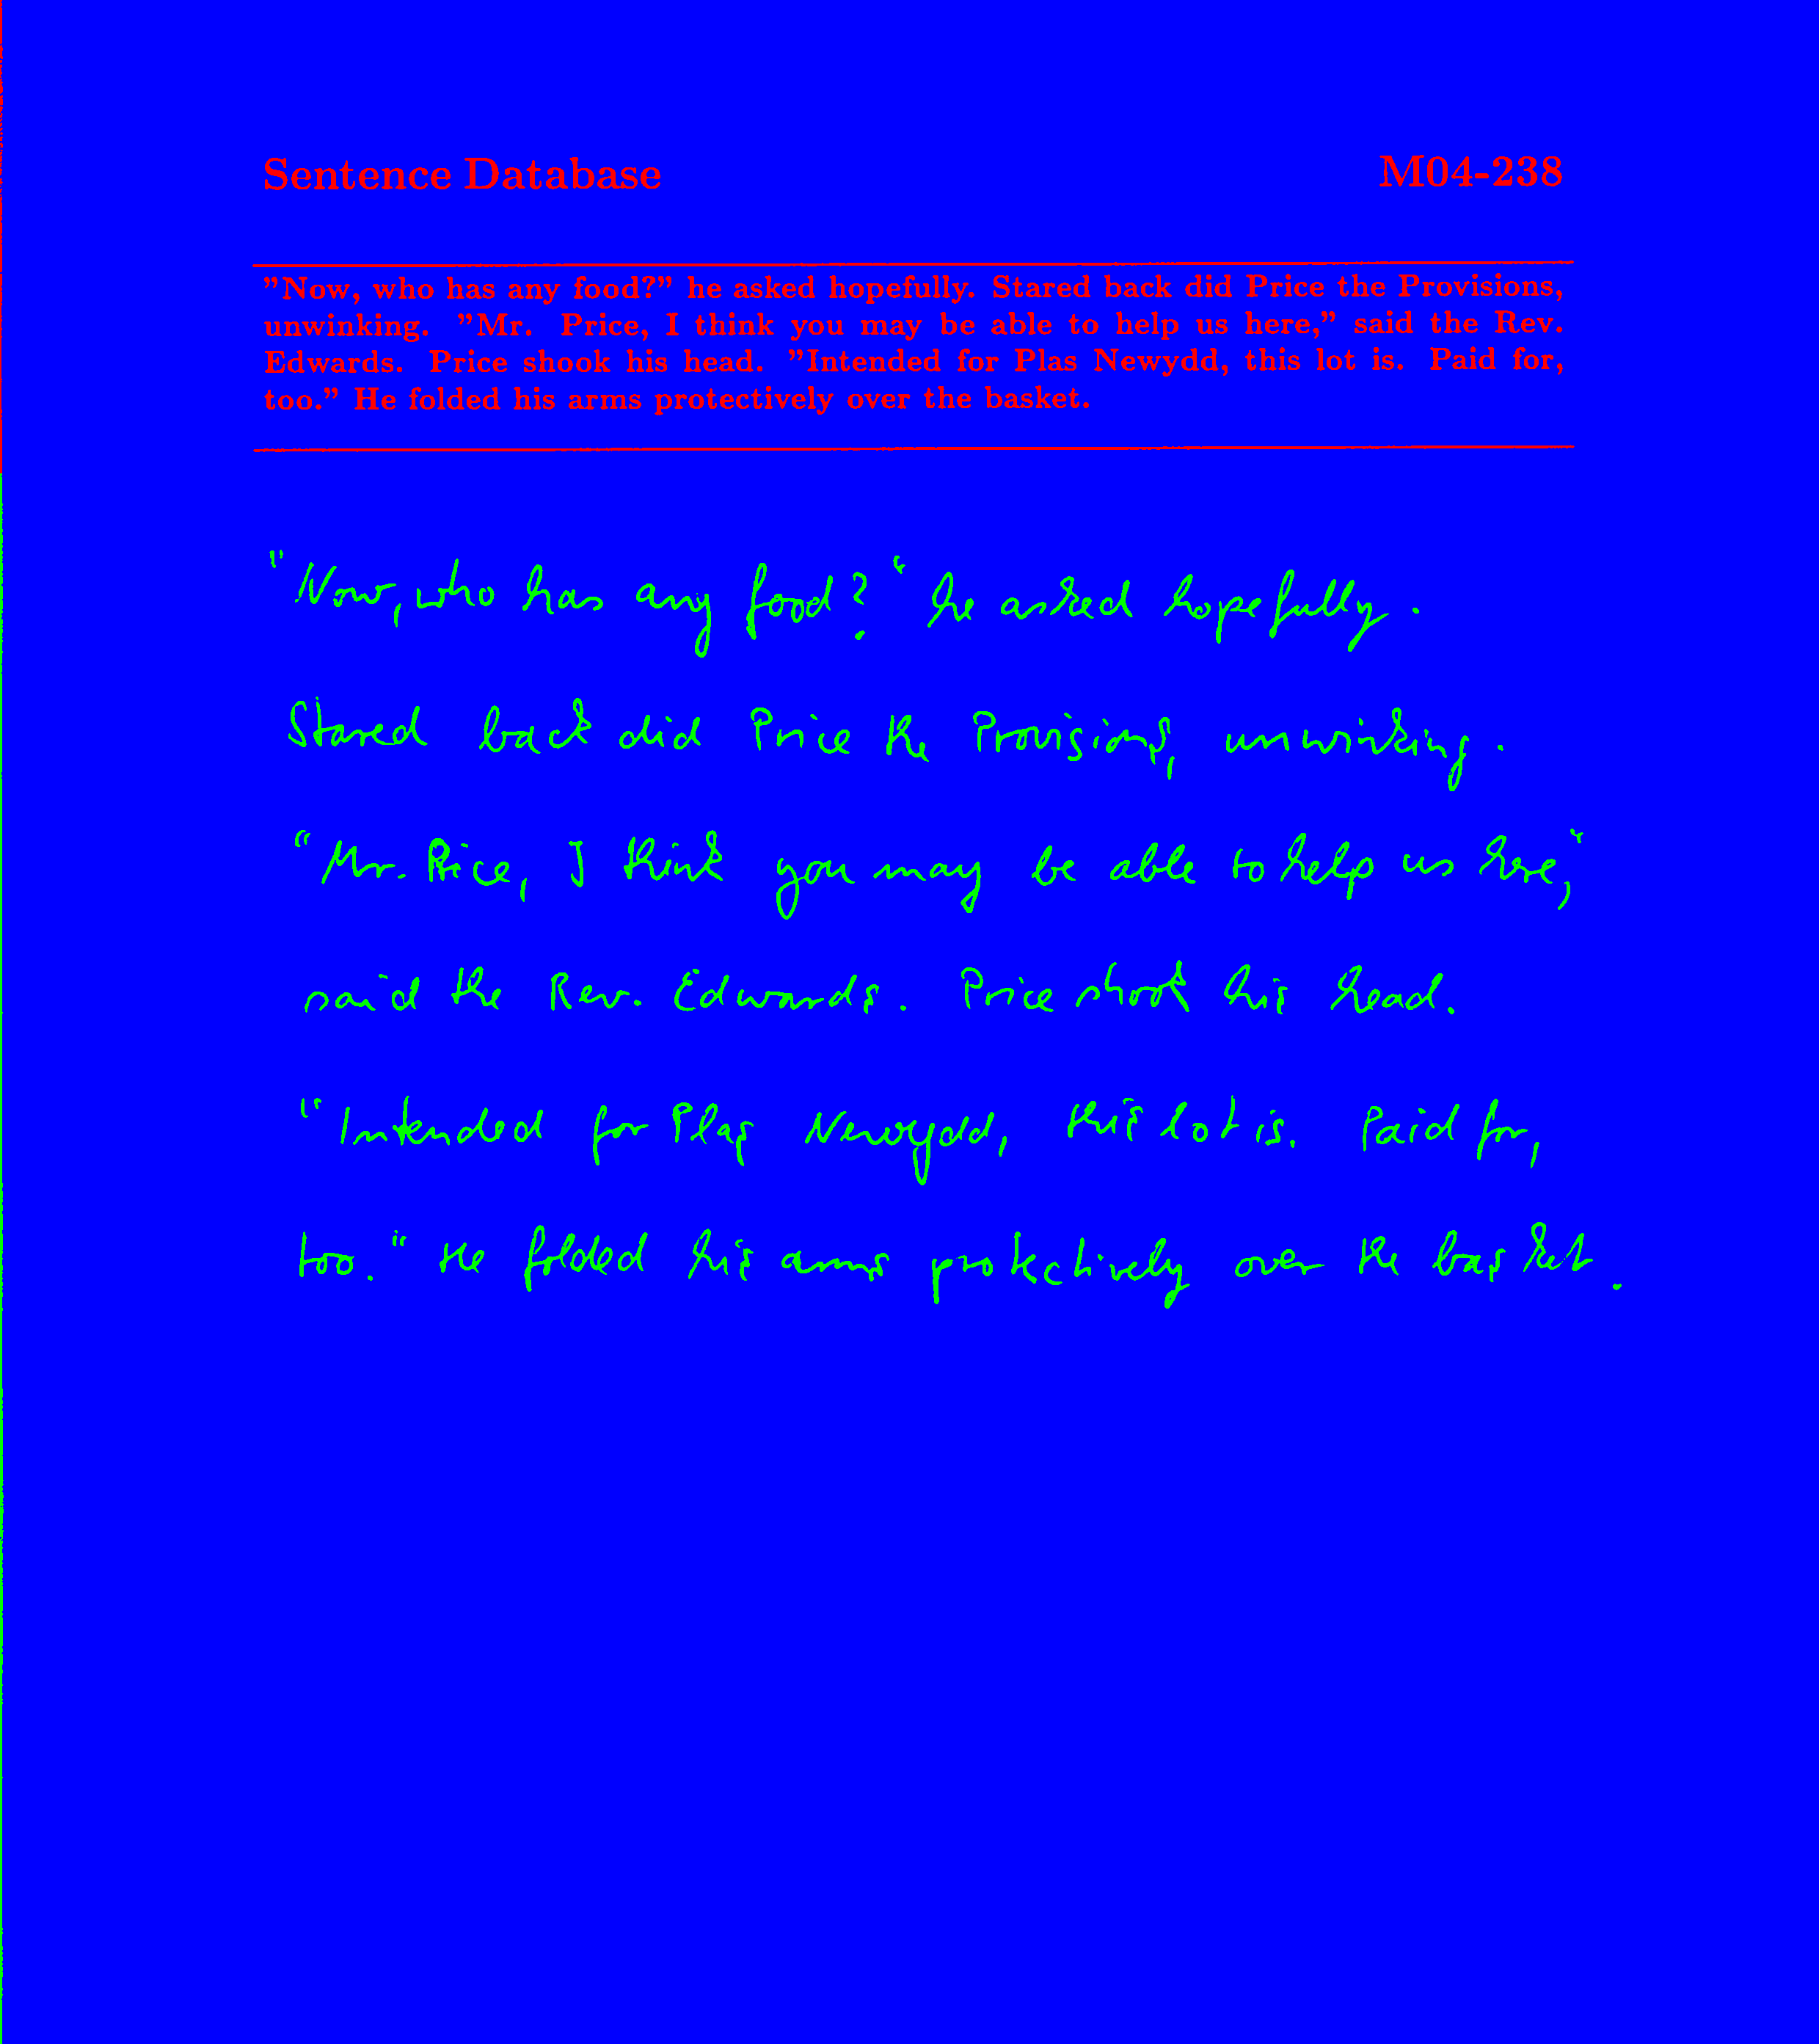 Sentence Database M04-238
"Now, who has any food?" he asked hopefully. Stared back did Price the Provisions,
unwinking. "Mr. Price, I think you may be able to help us here," said the Rev.
Edwards. Price shook his head. "Intended for Plas Newydd, this lot is. Paid for,
too." He folded his arms protectively over the basket.
"Now, who has any food?" he asked hopefully.
Stared back did Price the Provisions, unwinking.
"Mr. Price, I think you may be able to help us here,"
said the Rev. Edwards. Price shook his head.
"Intended for Plas Newydd, this lot is. Paid for,
too." He folded his arms protectively over the basket.